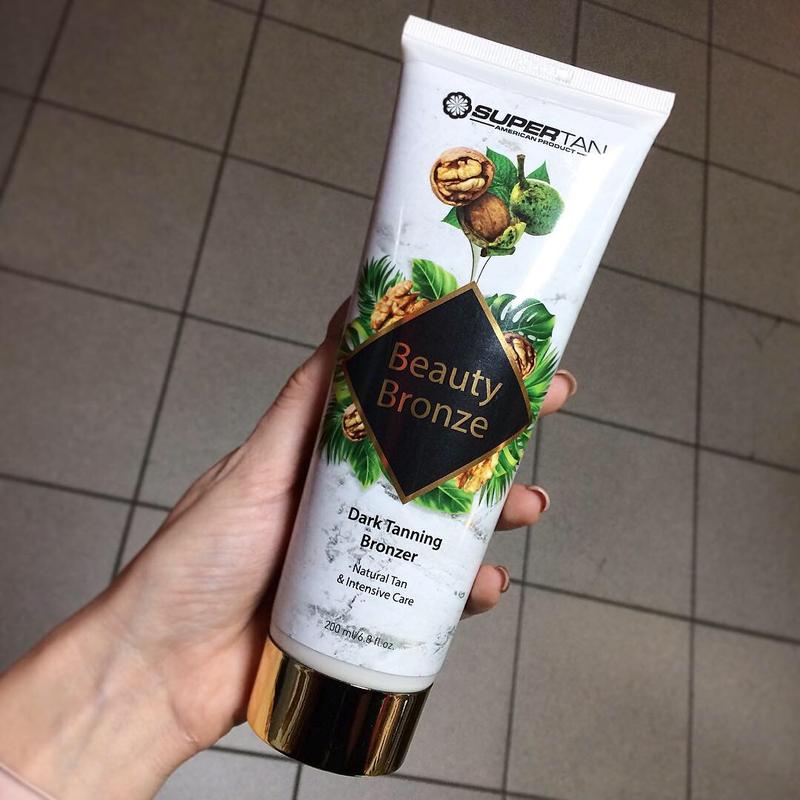 SUPERTAN
AMERICAN PRODUCT
Beauty
Bronze
Dark Tanning
Bronzer
Natural Tan
& Intensive Care
200 ml/6.8 fl.oz.